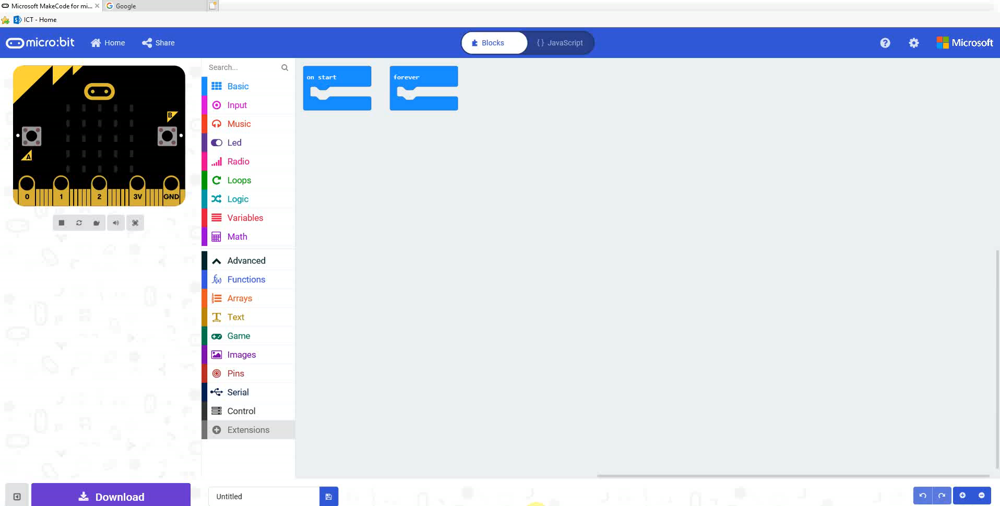 Microsoft MakeCode for mi...
Google
ICT - Home
micro:bit
Home
Share
Blocks
{} JavaScript
Microsoft
Search...
Basic
Input
Music
Led
Radio
Loops
Logic
Variables
Math
Advanced
Functions
Arrays
Text
Game
Images
Pins
Serial
Control
Extensions
on start
forever
B
A
0 1 2 3V GND
Download
Untitled